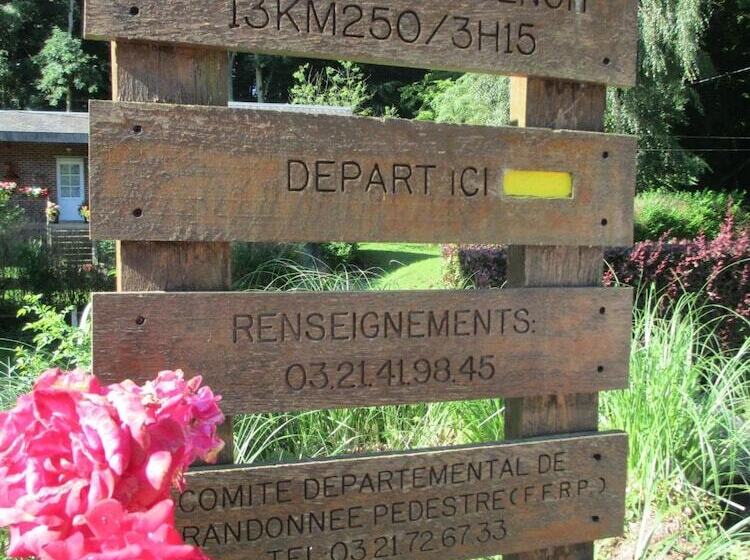 13KM250/3H15
DEPART ICI
RENSEIGNEMENTS:
03.21.41.98.45
COMITE DEPARTEMENTAL DE
RANDONNEE PEDESTRE (F.F.R.P.)
TEL 03 21 72 67 33